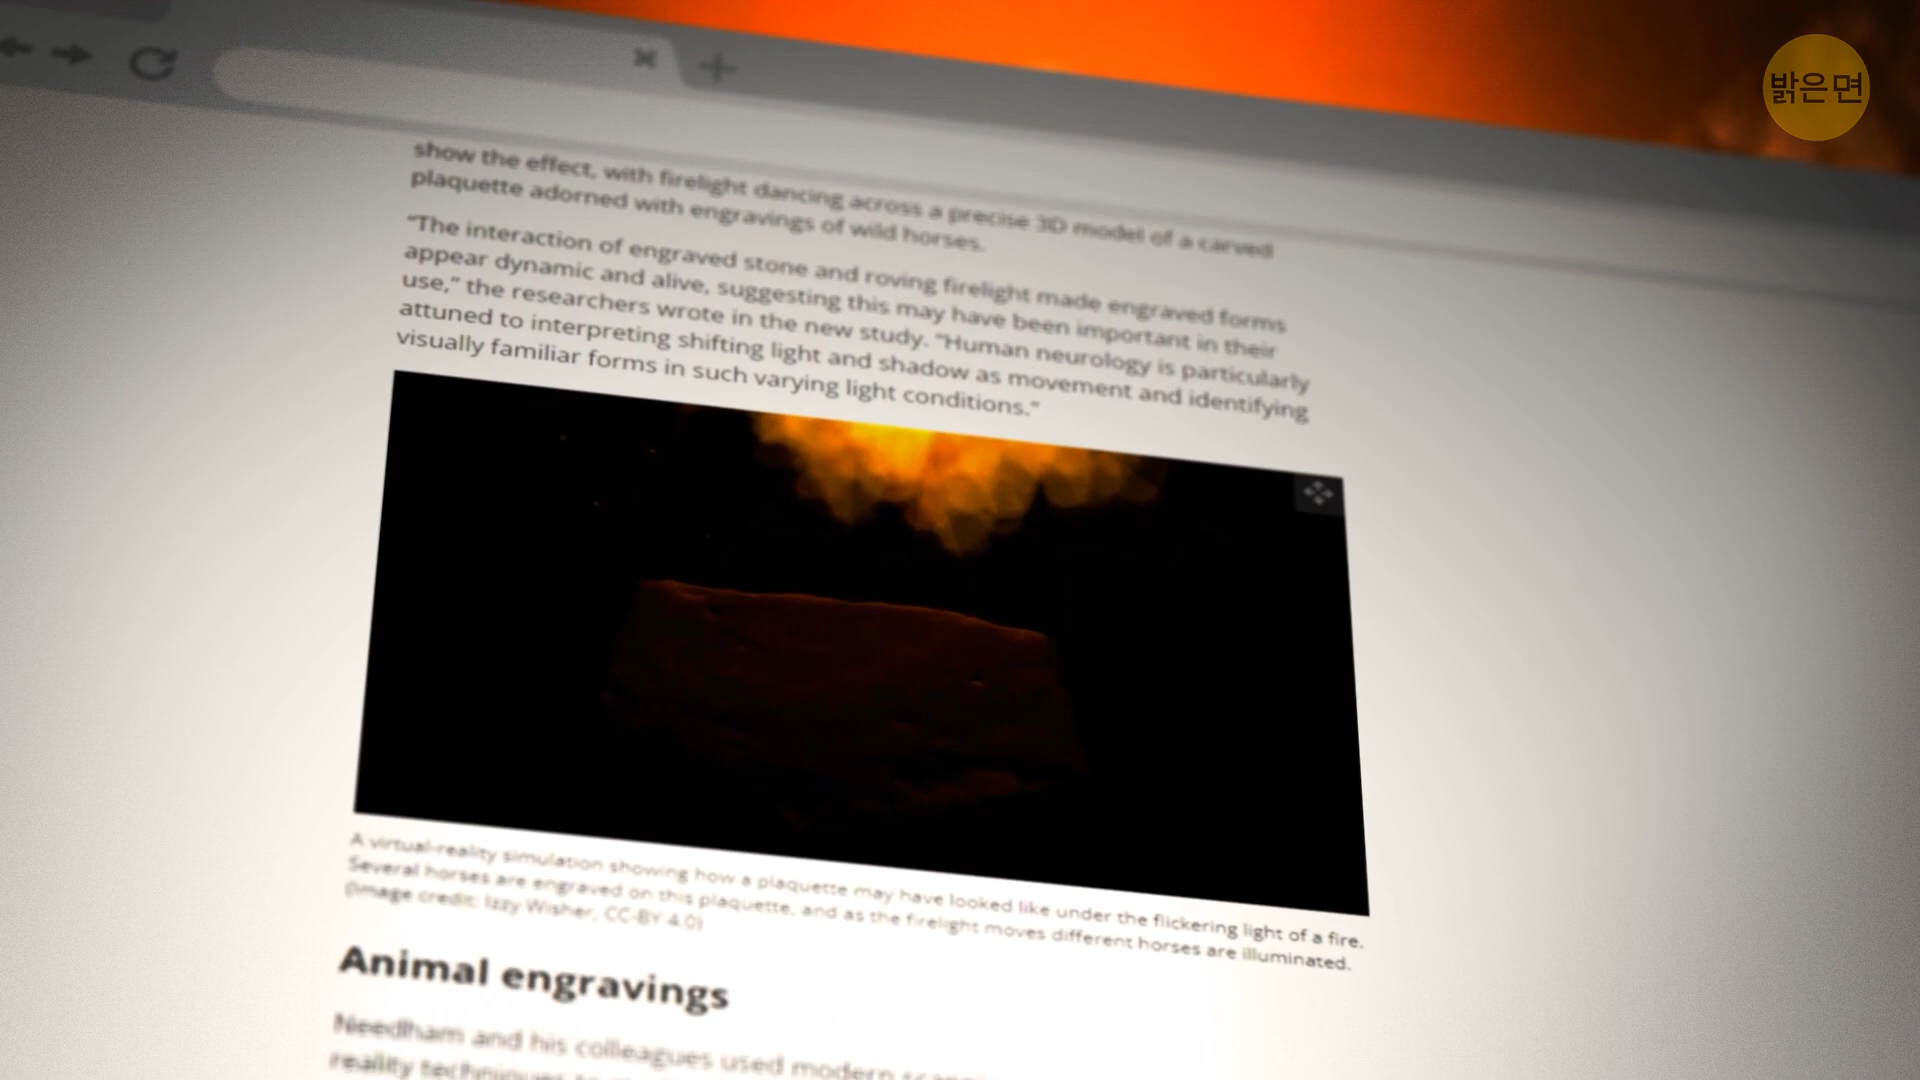 밝은면
show the effect, with firelight dancing across a precise 3D model of a carved
plaquette adorned with engravings of wild horses.
"The interaction of engraved stone and roving firelight made engraved forms
appear dynamic and alive, suggesting this may have been important in their
use," the researchers wrote in the new study. "Human neurology is particularly
attuned to interpreting shifting light and shadow as movement and identifying
visually familiar forms in such varying light conditions."
A virtual-reality simulation showing how a plaquette may have looked like under the flickering light of a fire.
Several horses are engraved on this plaquette, and as the firelight moves different horses are illuminated.
(Image credit: Izzy Wisher, CC-BY 4.0)
Animal engravings
Needham and his colleagues used modern
reality